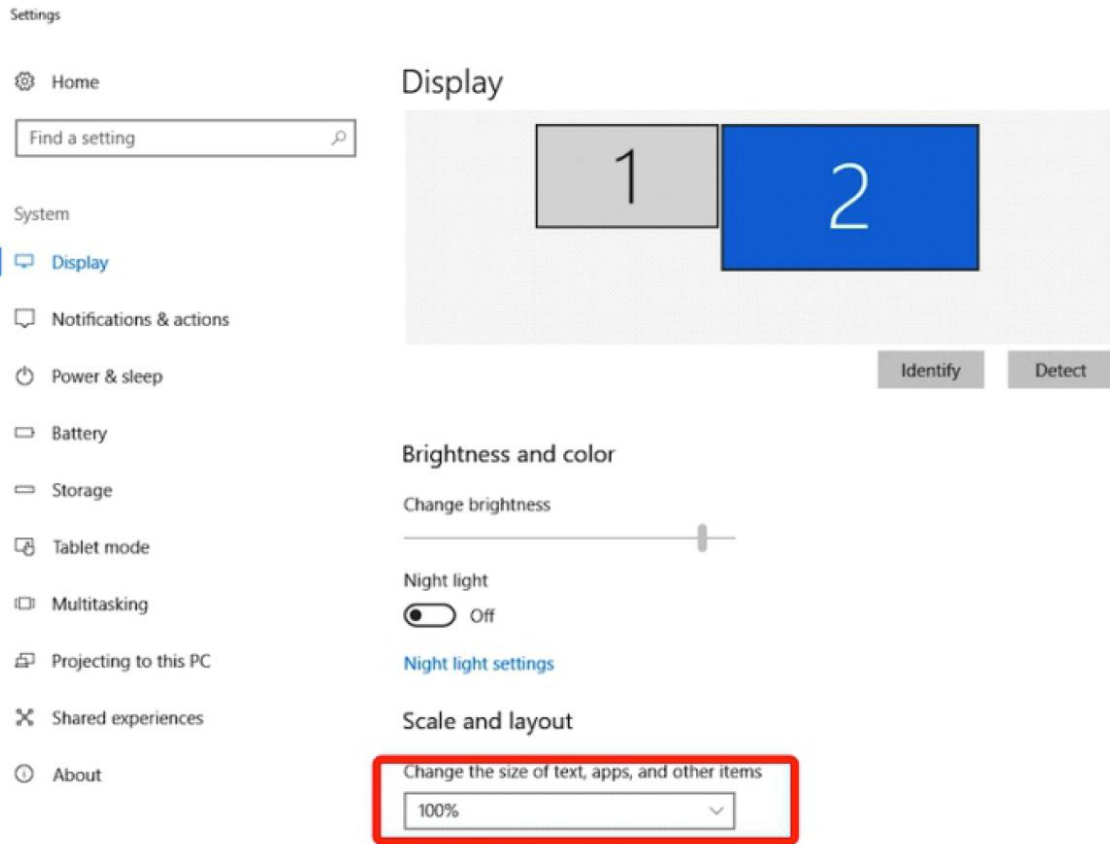 Settings
Home
Find a setting
System
Display
Notifications & actions
Power & sleep
Battery
Storage
Tablet mode
Multitasking
Projecting to this PC
Shared experiences
About
Display
1
2
Identify
Detect
Brightness and color
Change brightness
Night light
Off
Night light settings
Scale and layout
Change the size of text, apps, and other items
100%